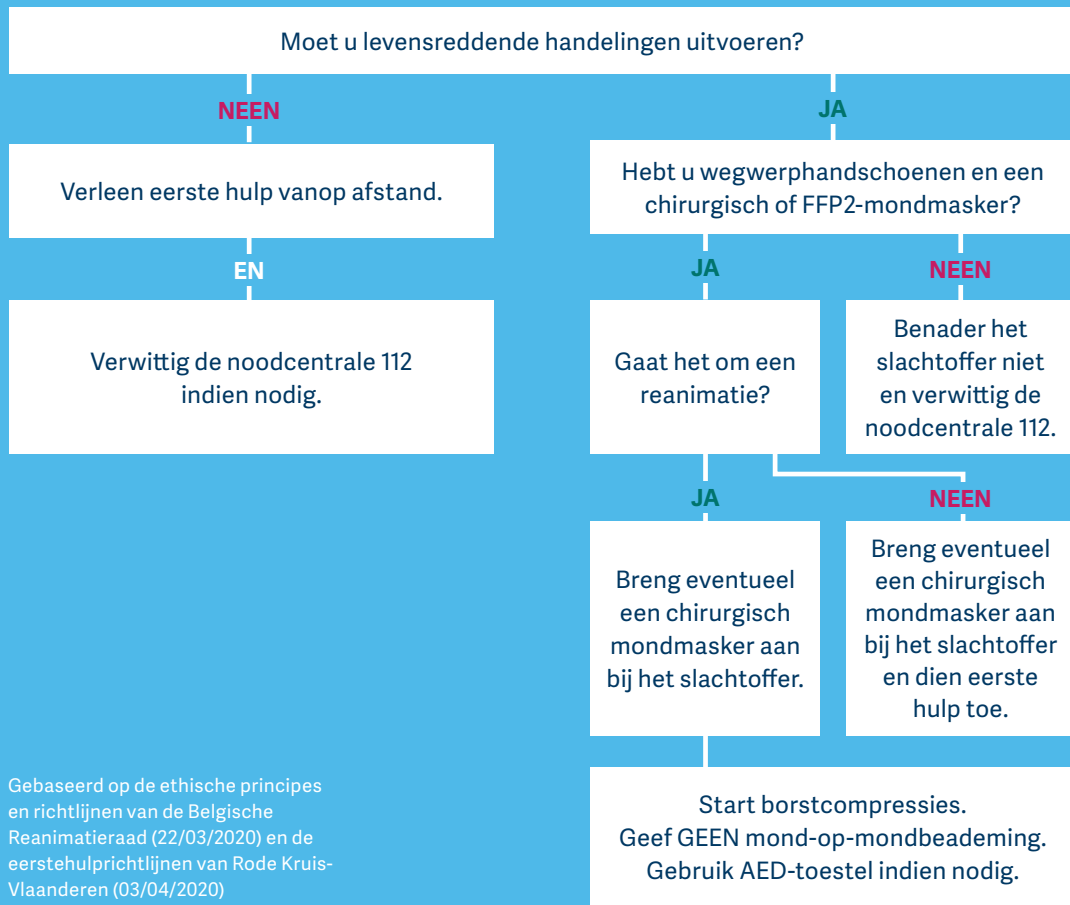 Moet u levensreddende handelingen uitvoeren?
NEEN
JA
Verleen eerste hulp vanop afstand.
Hebt u wegwerphandschoenen en een
chirurgisch of FFP2-mondmasker?
EN
JA
NEEN
Verwittig de noodcentrale 112
indien nodig.
Gaat het om een
reanimatie?
Benader het
slachtoffer niet
en verwittig de
noodcentrale 112.
JA
NEEN
Breng eventueel
een chirurgisch
mondmasker aan
bij het slachtoffer.
Breng eventueel
een chirurgisch
mondmasker aan
bij het slachtoffer
en dien eerste
hulp toe.
Gebaseerd op de ethische principes
en richtlijnen van de Belgische
Reanimatieraad (22/03/2020) en de
eerstehulprichtlijnen van Rode Kruis-
Vlaanderen (03/04/2020)
Start borstcompressies.
Geef GEEN mond-op-mondbeademing.
Gebruik AED-toestel indien nodig.